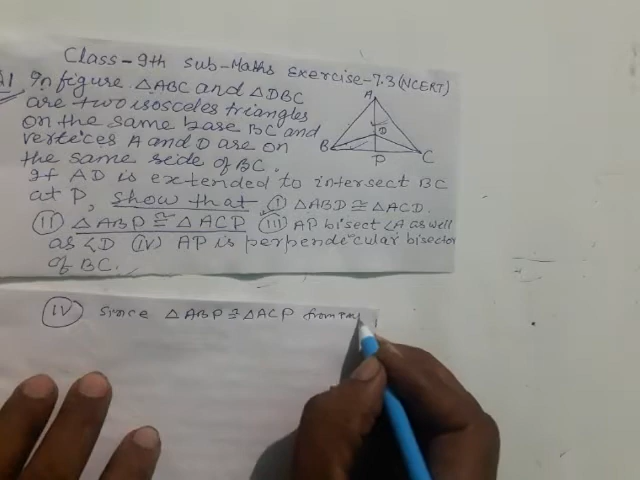 Class-9th Sub-Maths Exercise-7.3 (NCERT)
Q1 In figure △ABC and △DBC
are two isosceles triangles
on the same base BC and
vertices A and D are on
the same side of BC.
If AD is extended to intersect BC
at P, show that (I) △ABD ≅ △ACD.
(II) △ABP ≅ △ACP (III) AP bisect ∠A as well
as ∠D (IV) AP is perpendicular bisector
of BC.
A
D
B
P
C
(IV) Since △ABP ≅ △ACP from